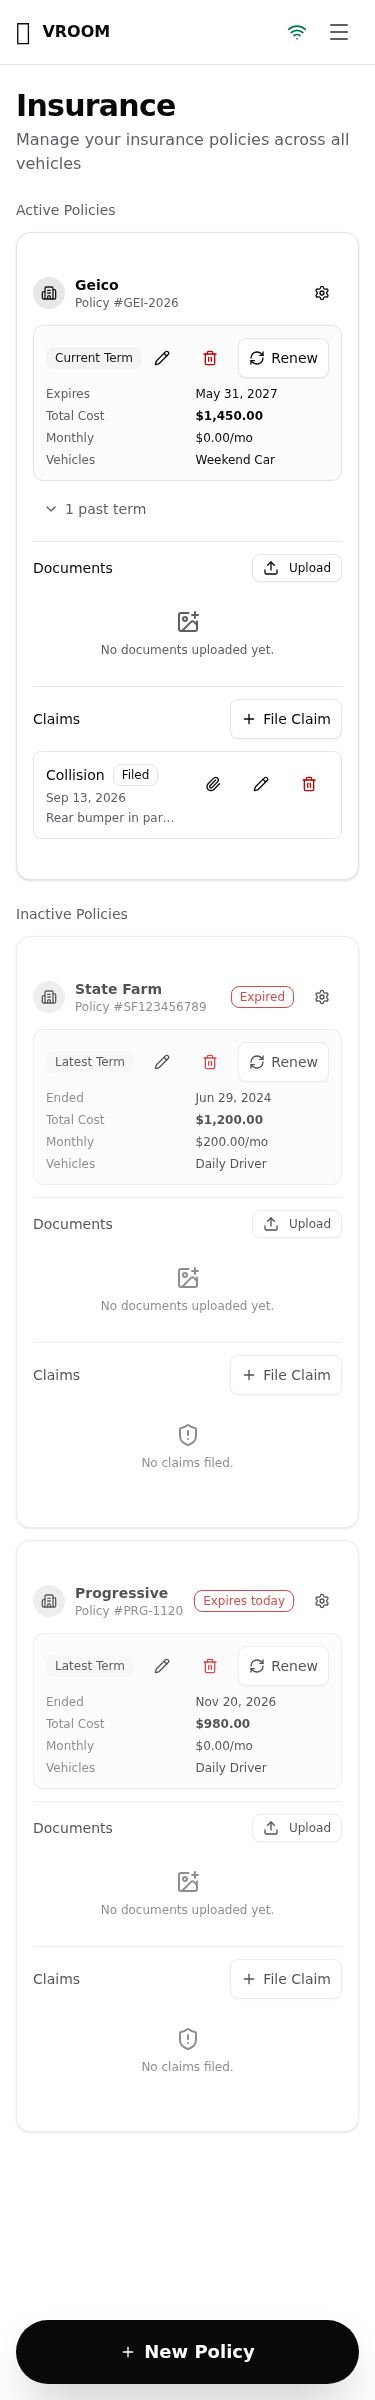 VROOM
Insurance
Manage your insurance policies across all
vehicles
Active Policies
Geico
Policy #GEI-2026
Current Term
Renew
Expires May 31, 2027
Total Cost $1,450.00
Monthly $0.00/mo
Vehicles Weekend Car
1 past term
Documents Upload
No documents uploaded yet.
Claims File Claim
Collision Filed
Sep 13, 2026
Rear bumper in par…
Inactive Policies
State Farm
Policy #SF123456789
Expired
Latest Term Renew
Ended Jun 29, 2024
Total Cost $1,200.00
Monthly $200.00/mo
Vehicles Daily Driver
Documents Upload
No documents uploaded yet.
Claims File Claim
No claims filed.
Progressive
Policy #PRG-1120
Expires today
Latest Term Renew
Ended Nov 20, 2026
Total Cost $980.00
Monthly $0.00/mo
Vehicles Daily Driver
Documents Upload
No documents uploaded yet.
Claims File Claim
No claims filed.
New Policy